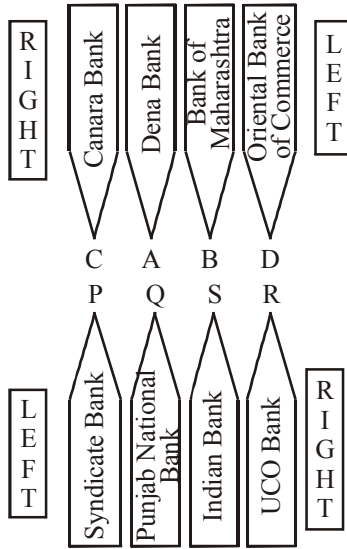 RIGHT
Canara Bank
Dena Bank
Bank of
Maharashtra
Oriental Bank
of Commerce
LEFT
C A B D
P Q S R
LEFT
Syndicate Bank
Punjab National
Bank
Indian Bank
UCO Bank
RIGHT